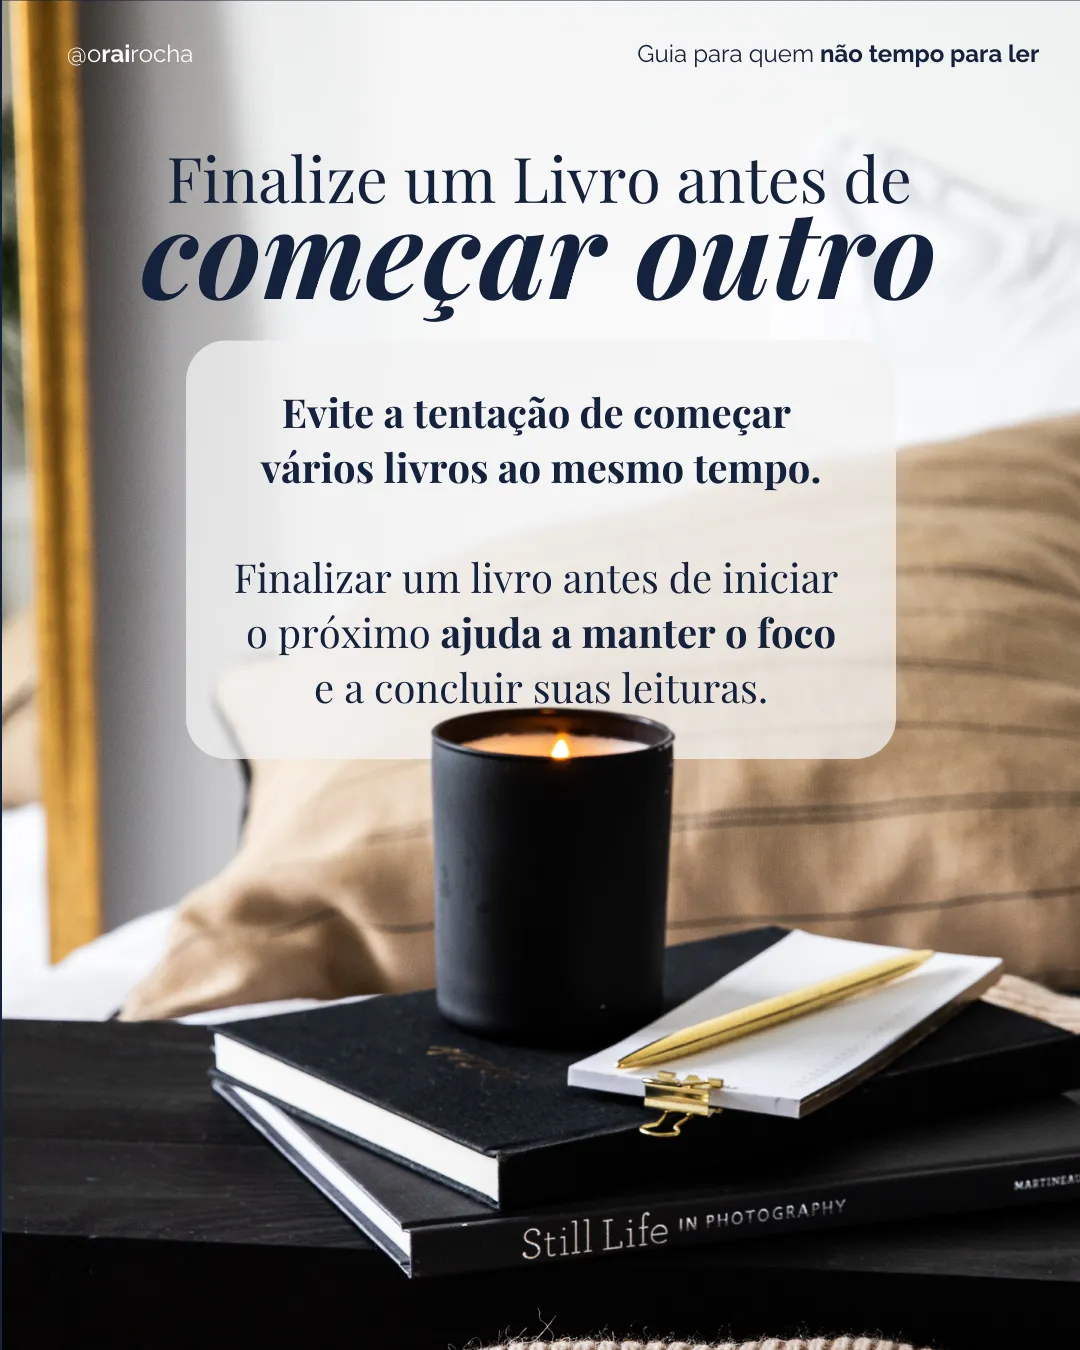 @orairocha
Guia para quem não tempo para ler
Finalize um Livro antes de
começar outro
Evite a tentação de começar
vários livros ao mesmo tempo.
Finalizar um livro antes de iniciar
o próximo ajuda a manter o foco
e a concluir suas leituras.
Still Life IN PHOTOGRAPHY